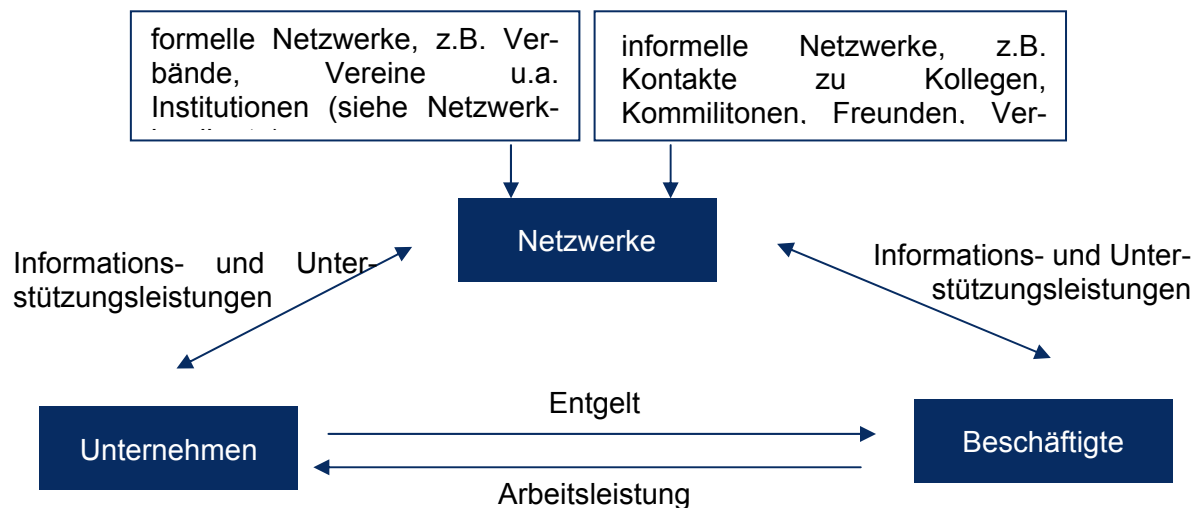 formelle Netzwerke, z.B. Ver-
bände, Vereine u.a.
Institutionen (siehe Netzwerk-
informelle Netzwerke, z.B.
Kontakte zu Kollegen,
Kommilitonen, Freunden, Ver-
Netzwerke
Informations- und Unter-
stützungsleistungen
Informations- und Unter-
stützungsleistungen
Entgelt
Unternehmen
Beschäftigte
Arbeitsleistung